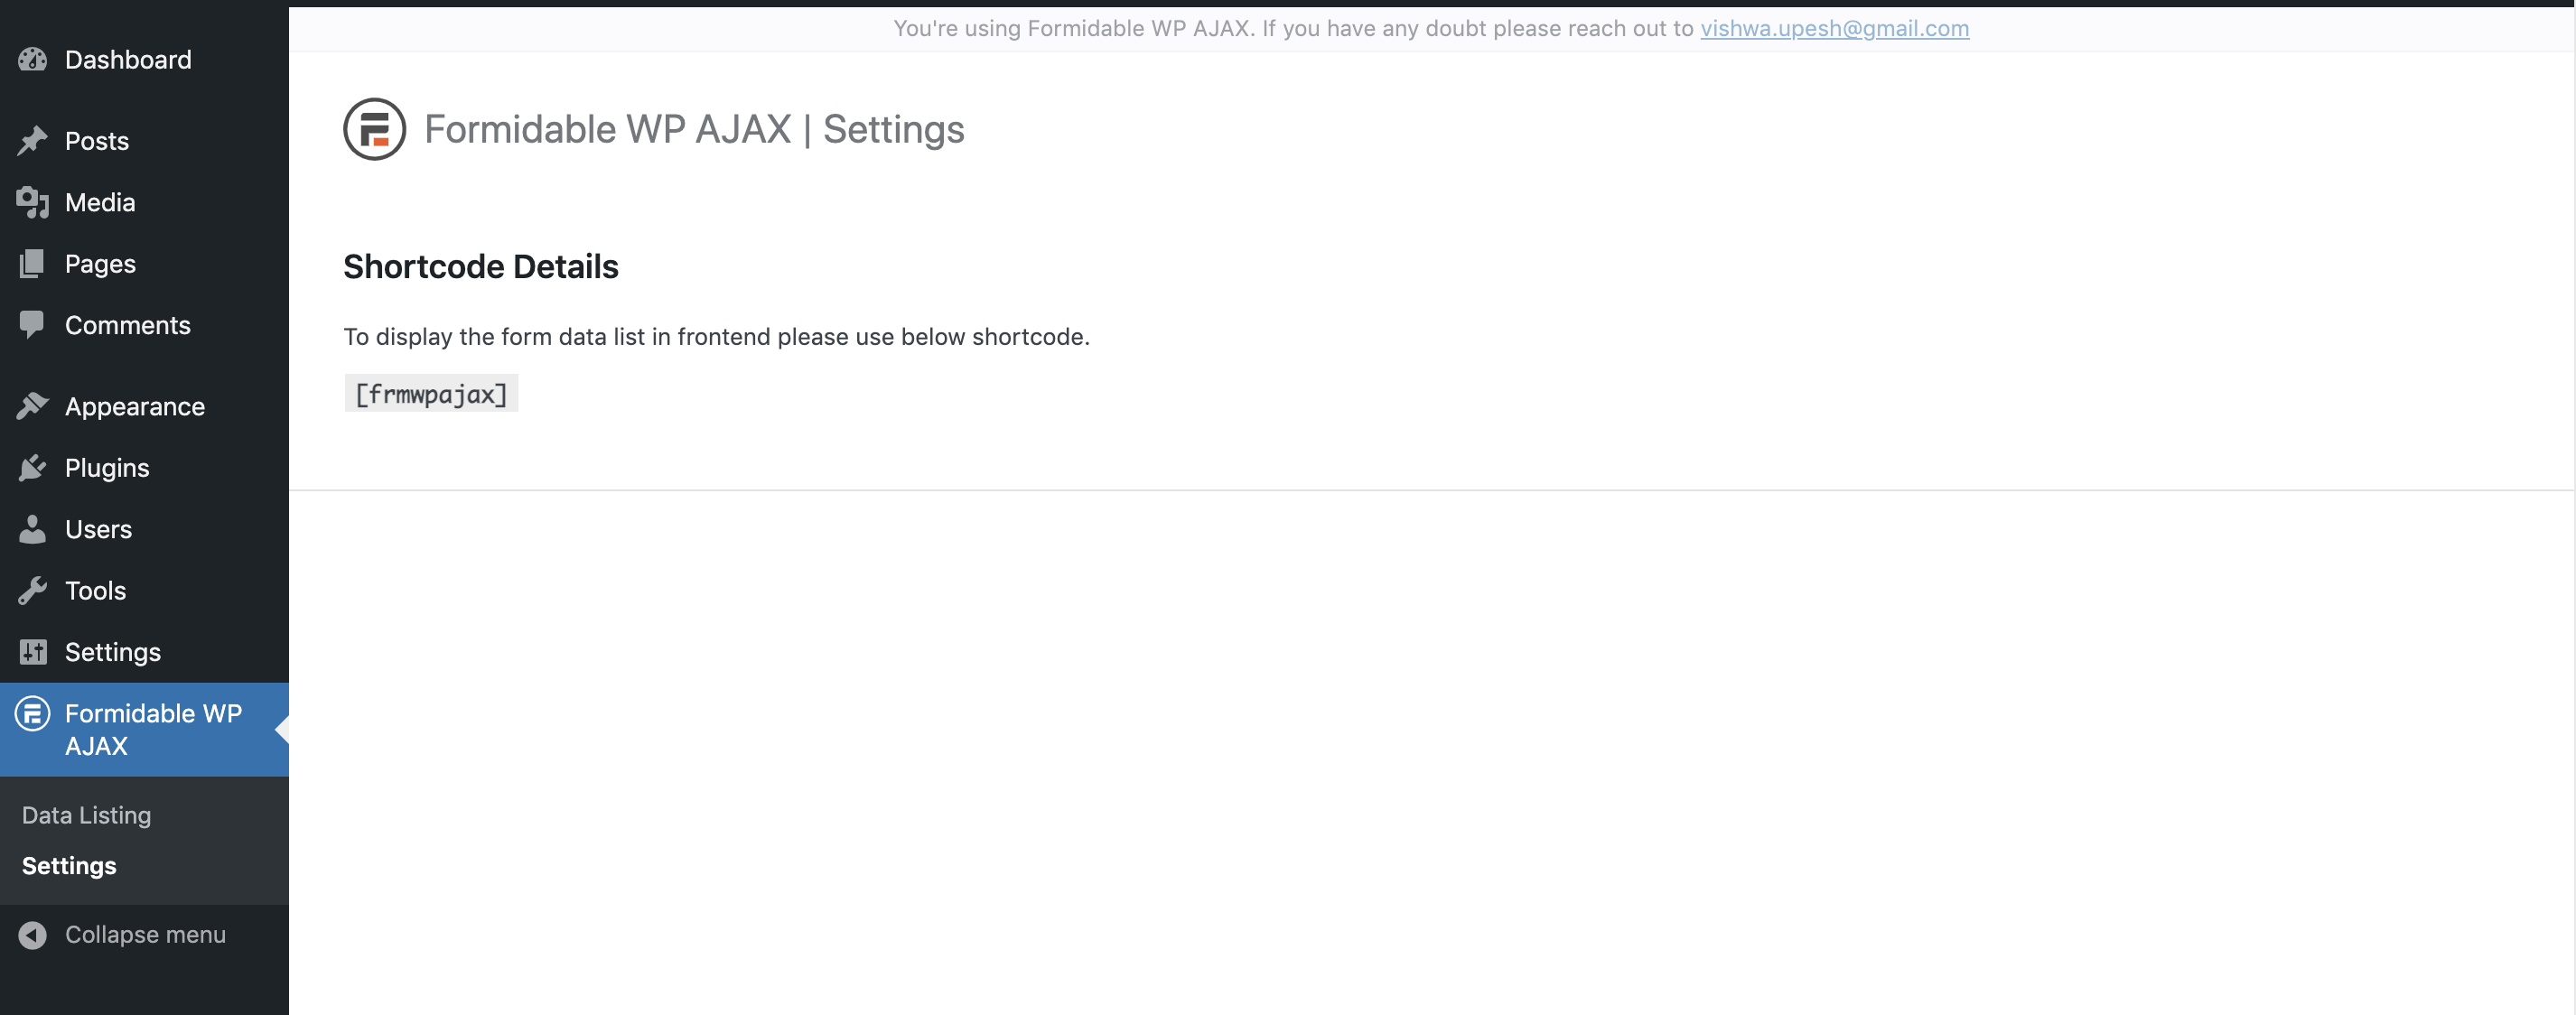 You're using Formidable WP AJAX. If you have any doubt please reach out to vishwa.upesh@gmail.com
Dashboard
Posts
Media
Pages
Comments
Appearance
Plugins
Users
Tools
Settings
Formidable WP
AJAX
Data Listing
Settings
Collapse menu
Formidable WP AJAX | Settings
Shortcode Details
To display the form data list in frontend please use below shortcode.
[frmwpajax]